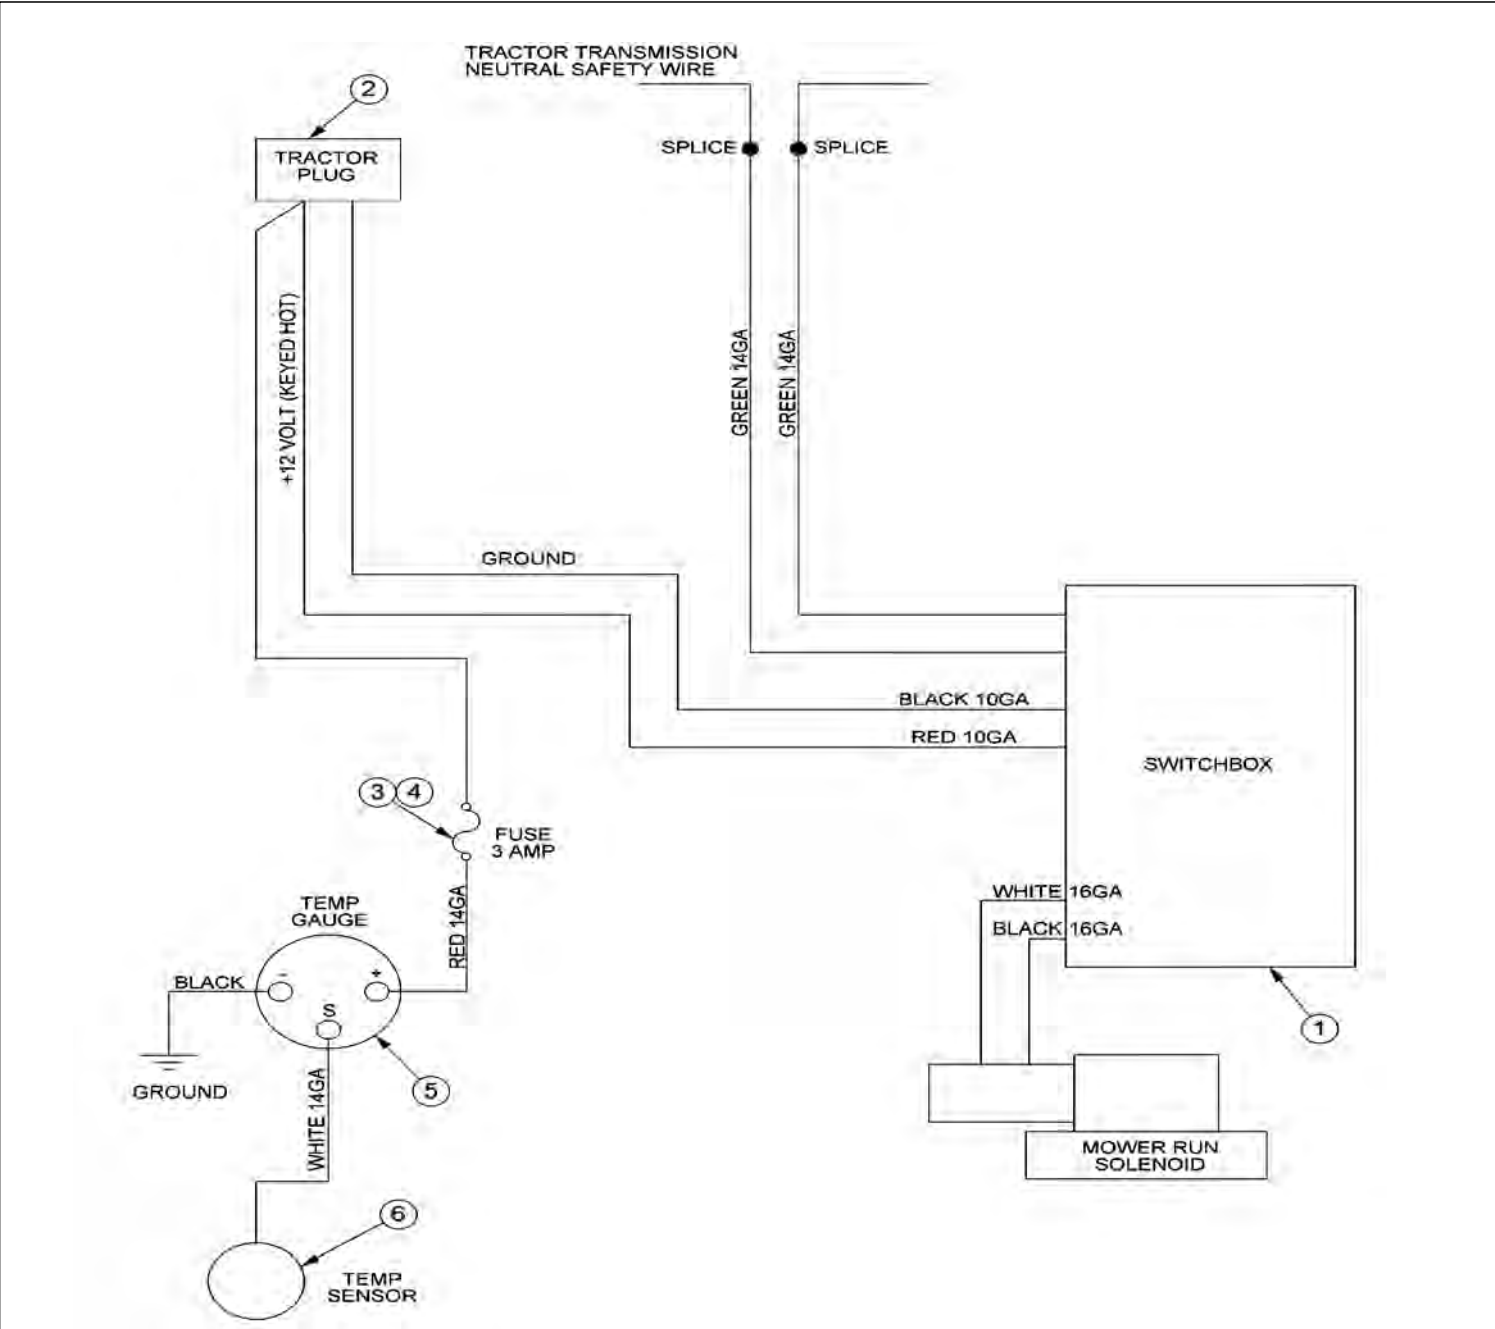 TRACTOR TRANSMISSION
NEUTRAL SAFETY WIRE
2
TRACTOR
PLUG
SPLICE
SPLICE
+12 VOLT (KEYED HOT)
GREEN 14GA
GREEN 14GA
GROUND
BLACK 10GA
RED 10GA
SWITCHBOX
3
4
FUSE
3 AMP
RED 14GA
WHITE 16GA
BLACK 16GA
TEMP
GAUGE
BLACK
-
+
S
1
GROUND
5
WHITE 14GA
MOWER RUN
SOLENOID
6
TEMP
SENSOR